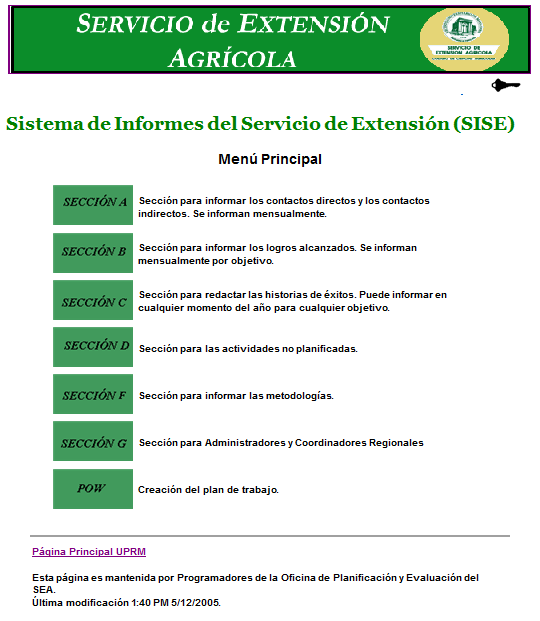 SERVICIO de EXTENSIÓN
AGRÍCOLA
SERVICIO DE
EXTENSION AGRICOLA
Sistema de Informes del Servicio de Extensión (SISE)
Menú Principal
SECCIÓN A
Sección para informar los contactos directos y los contactos
indirectos. Se informan mensualmente.
SECCIÓN B
Sección para informar los logros alcanzados. Se informan
mensualmente por objetivo.
SECCIÓN C
Sección para redactar las historias de éxitos. Puede informar en
cualquier momento del año para cualquier objetivo.
SECCIÓN D
Sección para las actividades no planificadas.
SECCIÓN F
Sección para informar las metodologías.
SECCIÓN G
Sección para Administradores y Coordinadores Regionales
POW
Creación del plan de trabajo.
Página Principal UPRM
Esta página es mantenida por Programadores de la Oficina de Planificación y Evaluación del
SEA.
Última modificación 1:40 PM 5/12/2005.